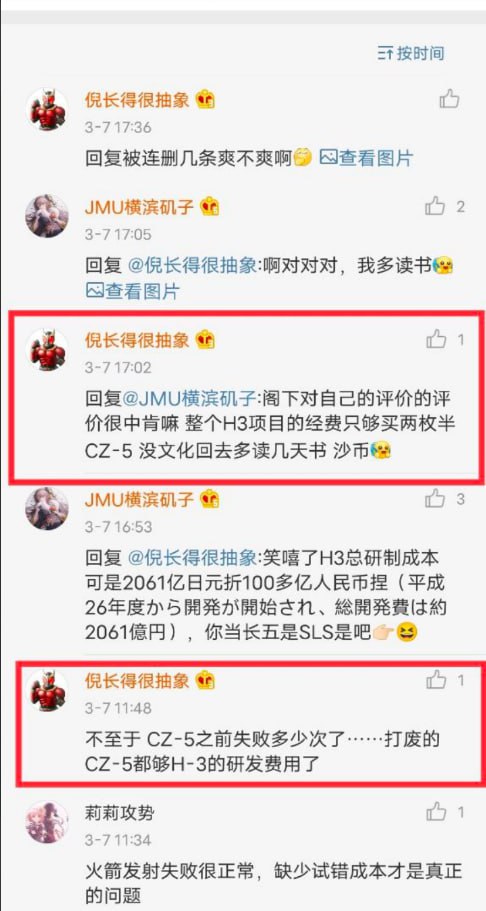 按时间
倪长得很抽象
3-7 17:36
回复被连删几条爽不爽啊 查看图片
JMU横滨矶子
2
3-7 17:05
回复 @倪长得很抽象:啊对对对，我多读书
查看图片
倪长得很抽象
1
3-7 17:02
回复@JMU横滨矶子:阁下对自己的评价的评
价很中肯嘛 整个H3项目的经费只够买两枚半
CZ-5 没文化回去多读几天书 沙币
JMU横滨矶子
3
3-7 16:53
回复 @倪长得很抽象:笑嘻了H3总研制成本
可是2061亿日元折100多亿人民币捏（平成
26年度から開発が開始され、総開発費は約
2061億円），你当长五是SLS是吧
倪长得很抽象
1
3-7 11:48
不至于 CZ-5之前失败多少次了……打废的
CZ-5都够H-3的研发费用了
莉莉攻势
1
3-7 11:34
火箭发射失败很正常，缺少试错成本才是真正
的问题